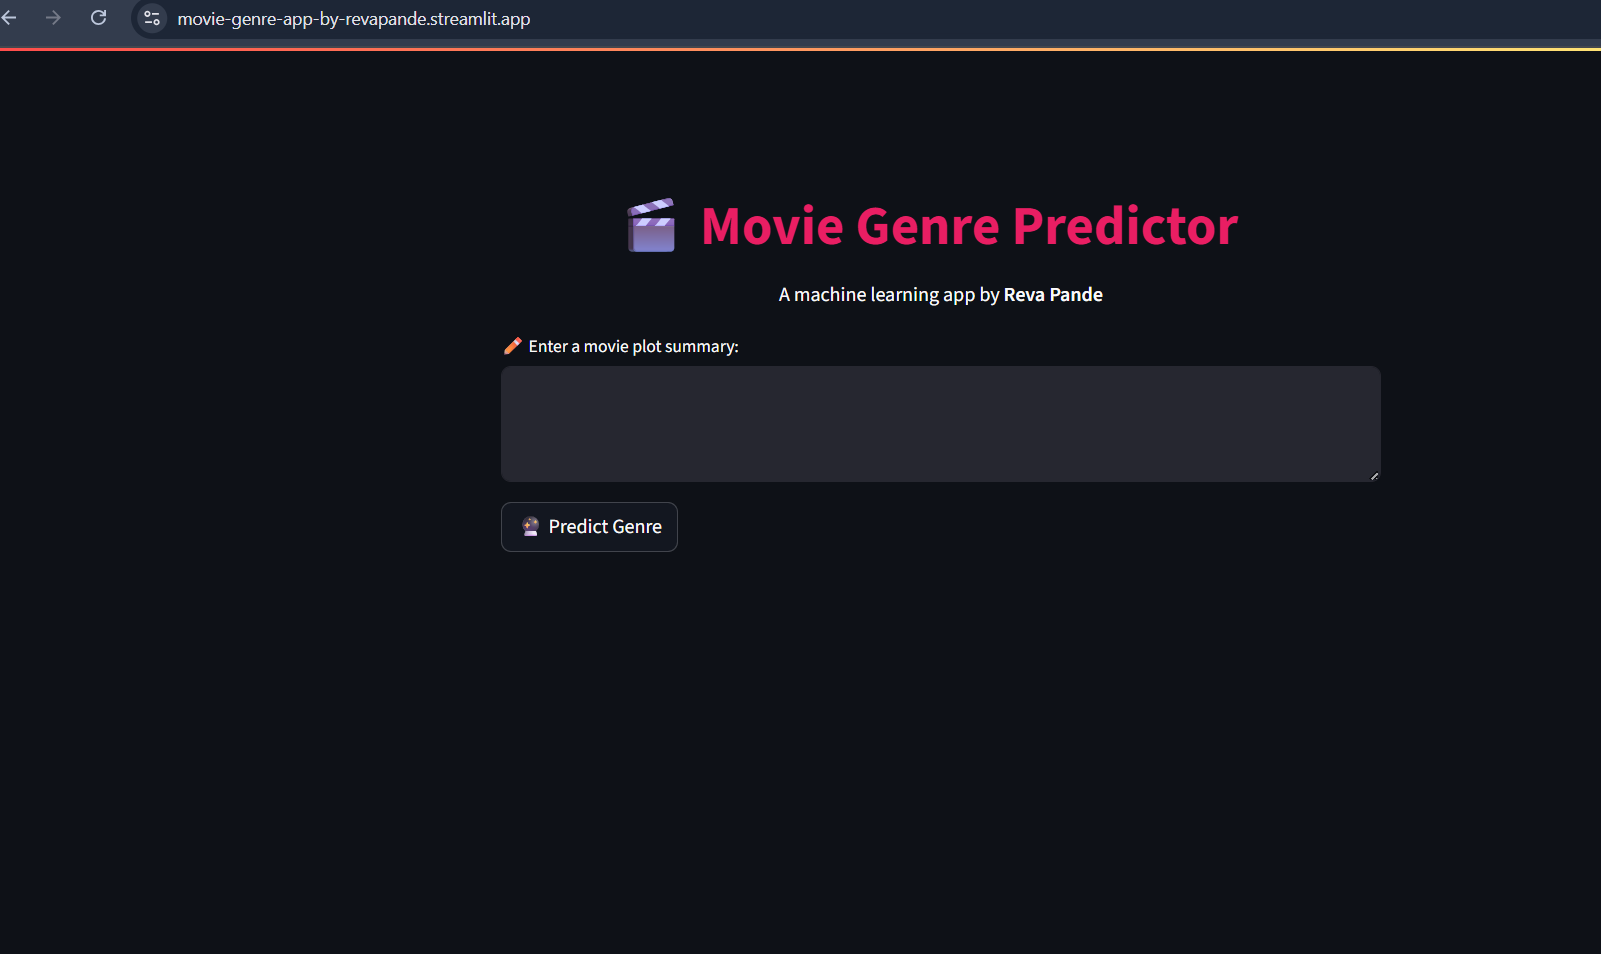 movie-genre-app-by-revapande.streamlit.app
Movie Genre Predictor
A machine learning app by Reva Pande
Enter a movie plot summary:
Predict Genre